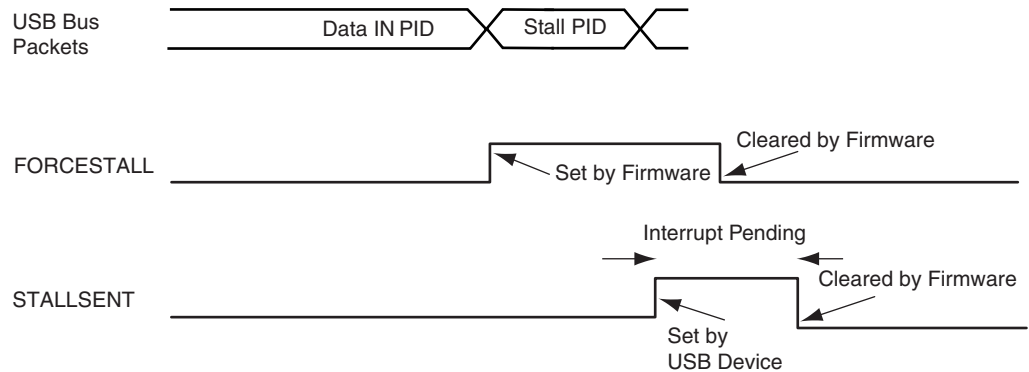 USB Bus
Packets
Data IN PID
Stall PID
FORCESTALL
Set by Firmware
Cleared by Firmware
Interrupt Pending
STALLSENT
Cleared by Firmware
Set by
USB Device